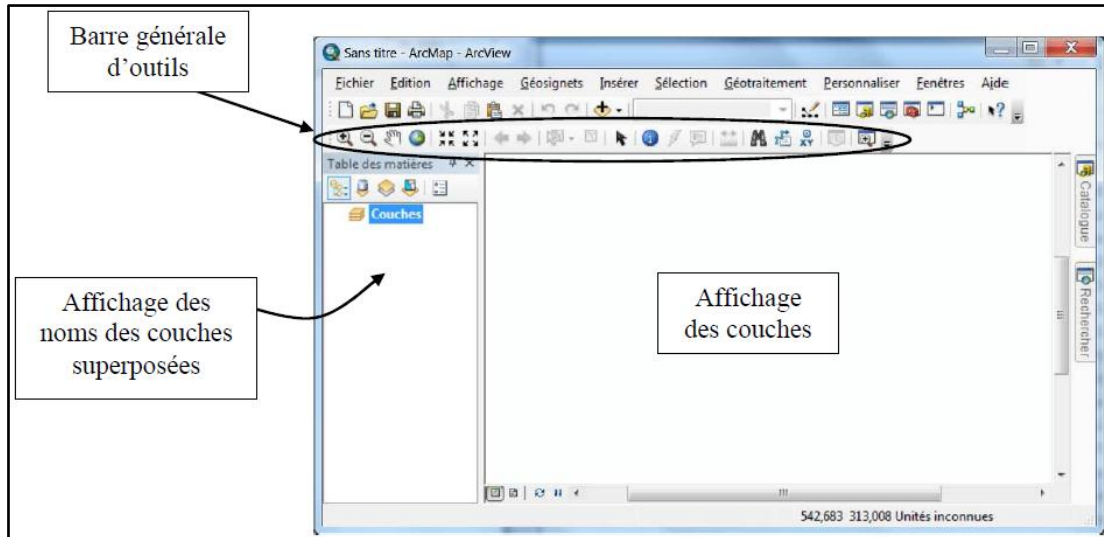 Barre générale
d'outils
Sans titre - ArcMap - ArcView
Fichier Edition Affichage Géosignets Insérer Sélection Géotraitement Personnaliser Fenêtres Aide
Table des matières
Couches
Affichage des
noms des couches
superposées
Affichage
des couches
Catalogue
Rechercher
542,683 313,008 Unités inconnues